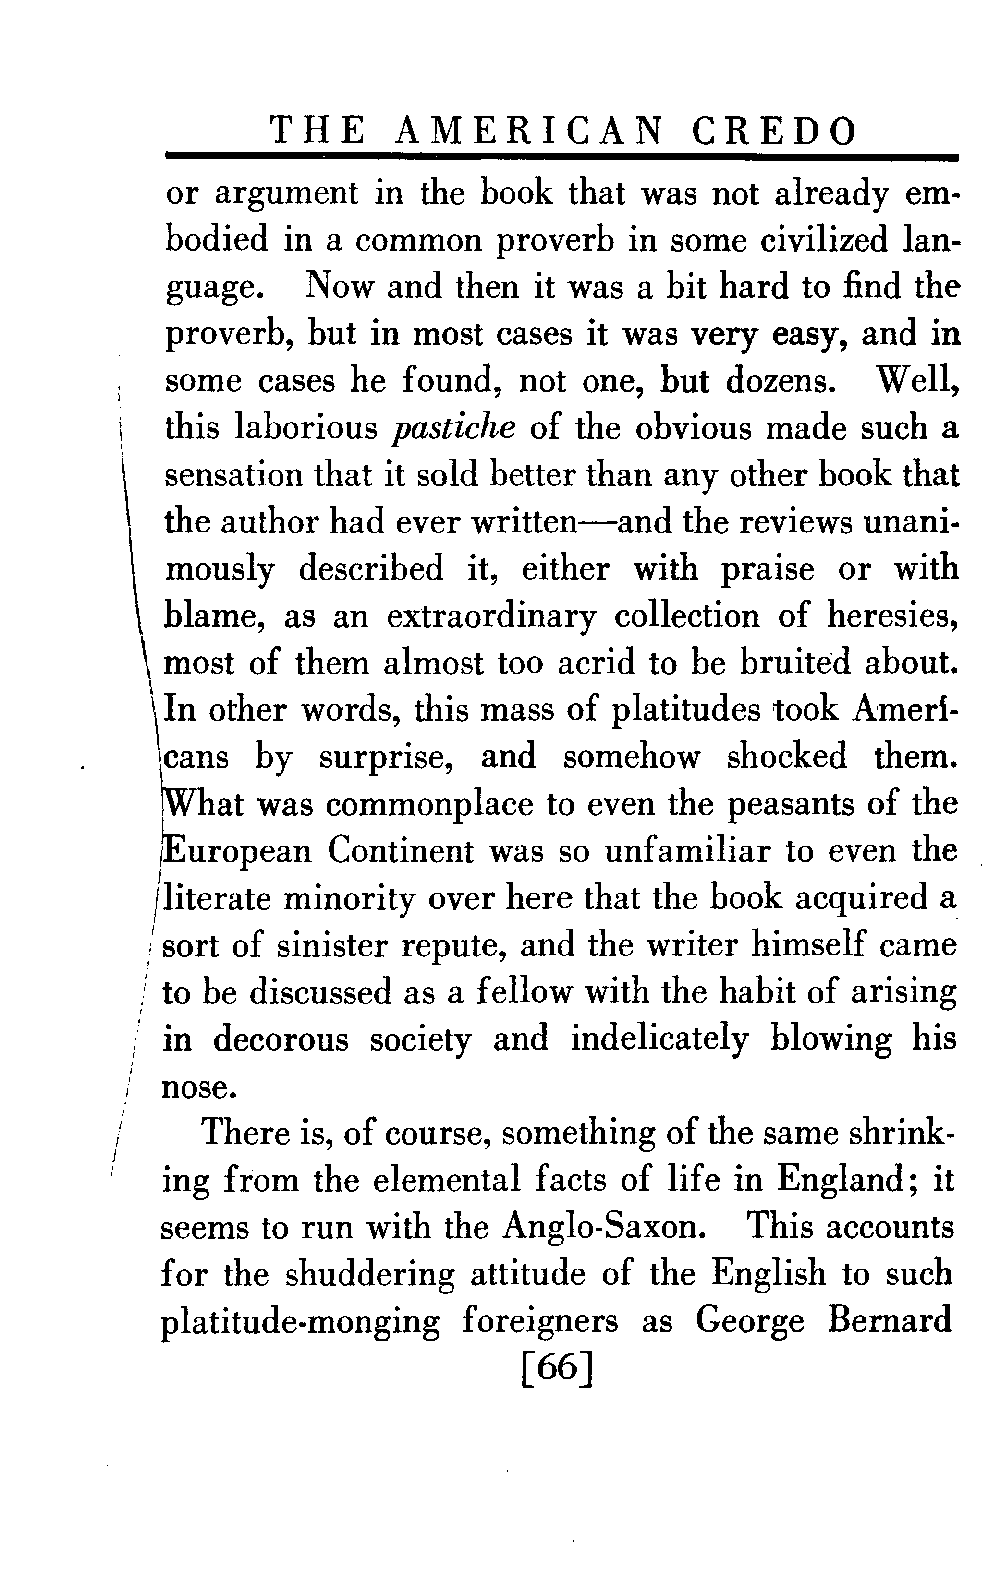 THE AMERICAN CREDO
or argument in the book that was not already em-
bodied in a common proverb in some civilized lan-
guage. Now and then it was a bit hard to find the
proverb, but in most cases it was very easy, and in
some cases he found, not one, but dozens. Well,
this laborious pastiche of the obvious made such a
sensation that it sold better than any other book that
the author had ever written—and the reviews unani-
mously described it, either with praise or with
blame, as an extraordinary collection of heresies,
most of them almost too acrid to be bruited about.
In other words, this mass of platitudes took Ameri-
cans by surprise, and somehow shocked them.
What was commonplace to even the peasants of the
European Continent was so unfamiliar to even the
literate minority over here that the book acquired a
sort of sinister repute, and the writer himself came
to be discussed as a fellow with the habit of arising
in decorous society and indelicately blowing his
nose.
There is, of course, something of the same shrink-
ing from the elemental facts of life in England; it
seems to run with the Anglo-Saxon. This accounts
for the shuddering attitude of the English to such
platitude-monging foreigners as George Bernard
[66]